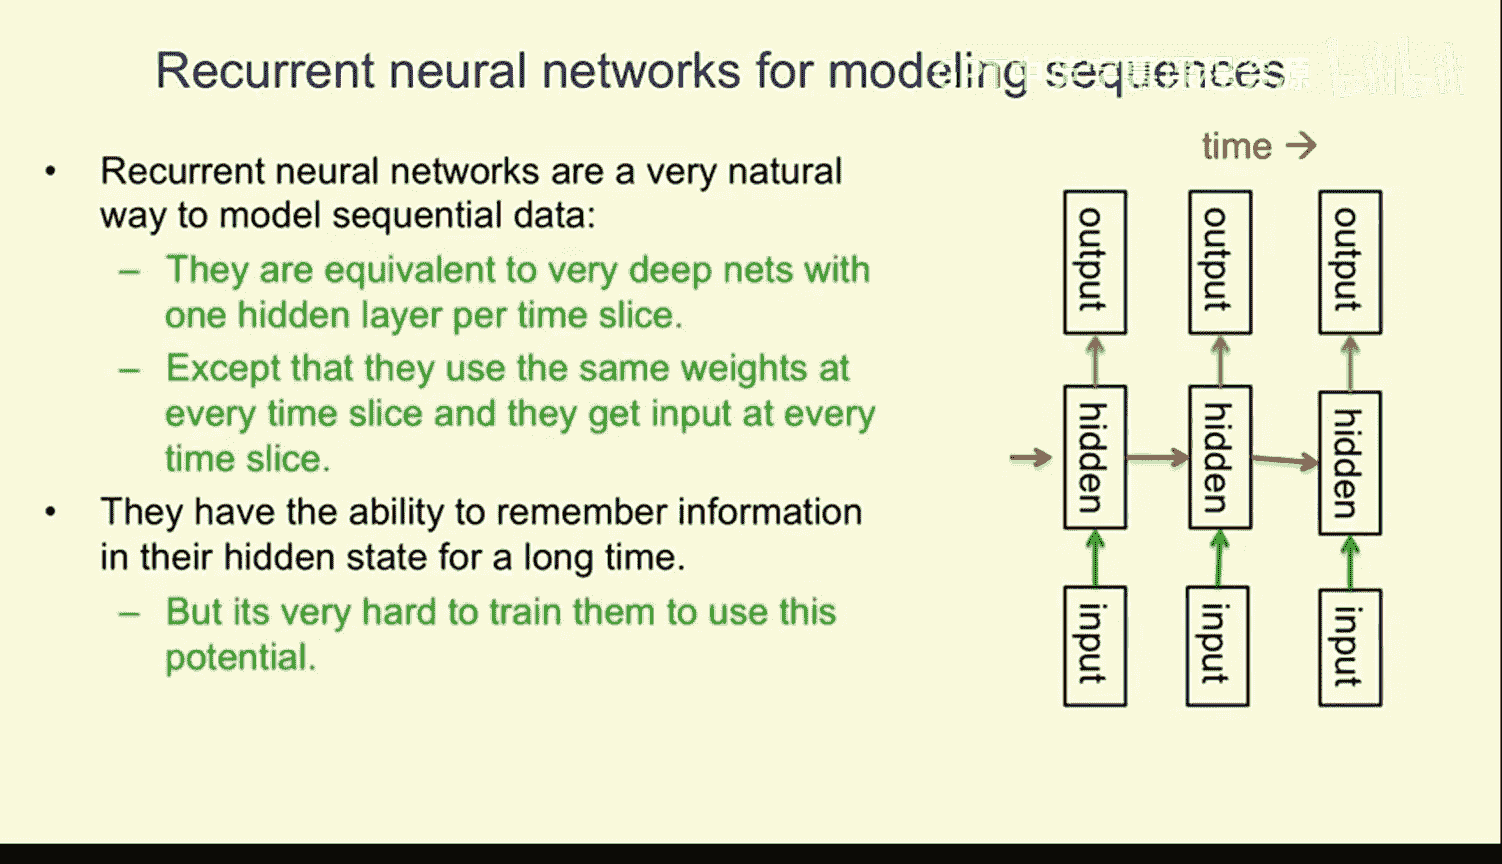 Recurrent neural networks for modeling sequences
• Recurrent neural networks are a very natural
way to model sequential data:
– They are equivalent to very deep nets with
one hidden layer per time slice.
– Except that they use the same weights at
every time slice and they get input at every
time slice.
• They have the ability to remember information
in their hidden state for a long time.
– But its very hard to train them to use this
potential.
time →
output
output
output
hidden
hidden
hidden
input
input
input